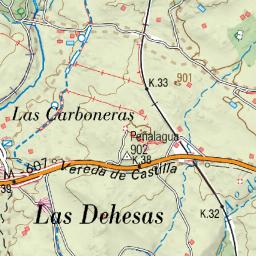 K.33
901
Las Carboneras
Peñalagua
902
M-607
K.38
Vereda de Castilla
39
Las Dehesas
K.32